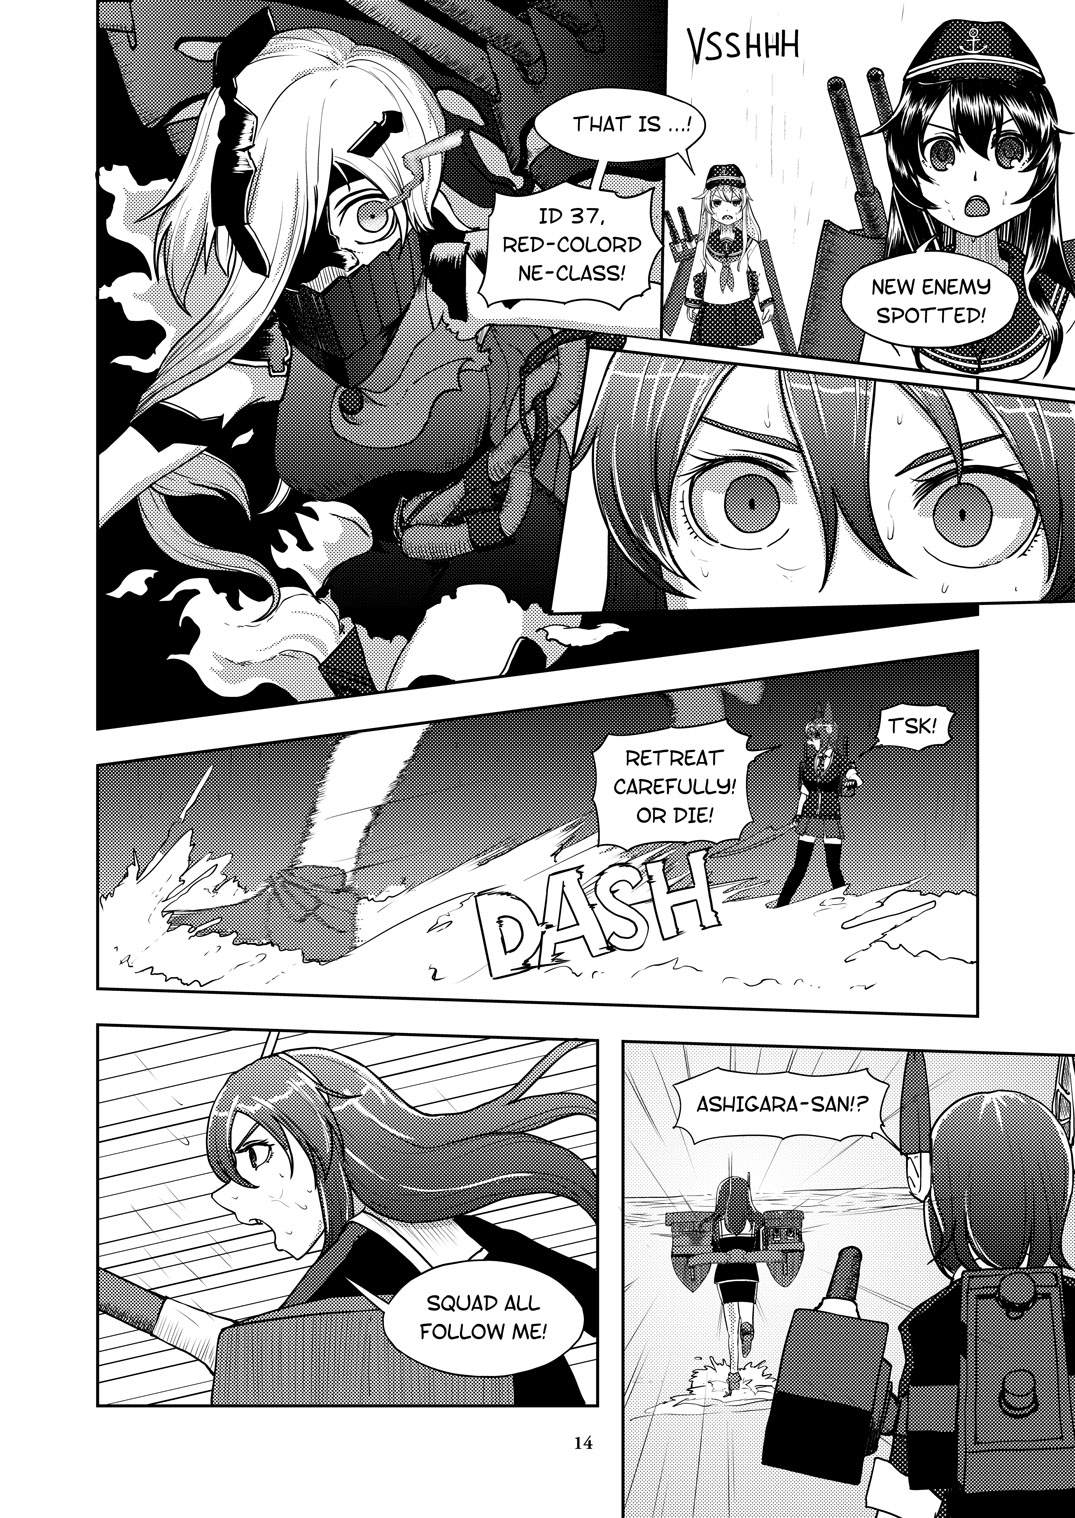 VSSHHH
NEW ENEMY
SPOTTED!
THAT IS ...!
ID 37,
RED-COLORD
NE-CLASS!
TSK!
RETREAT
CAREFULLY!
OR DIE!
DASH
SQUAD ALL
FOLLOW ME!
ASHIGARA-SAN!?
14